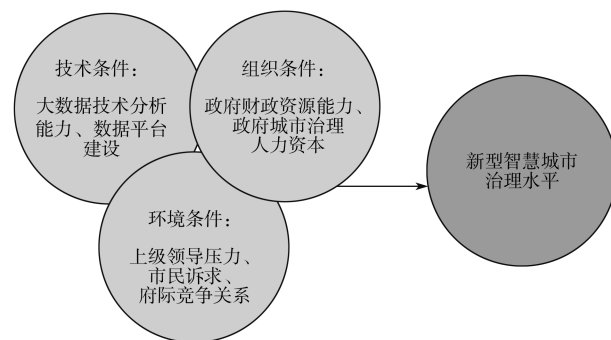 技术条件：
大数据技术分析
能力、数据平台
建设
组织条件：
政府财政资源能力、
政府城市治理
人力资本
环境条件：
上级领导压力、
市民诉求、
府际竞争关系
新型智慧城市
治理水平